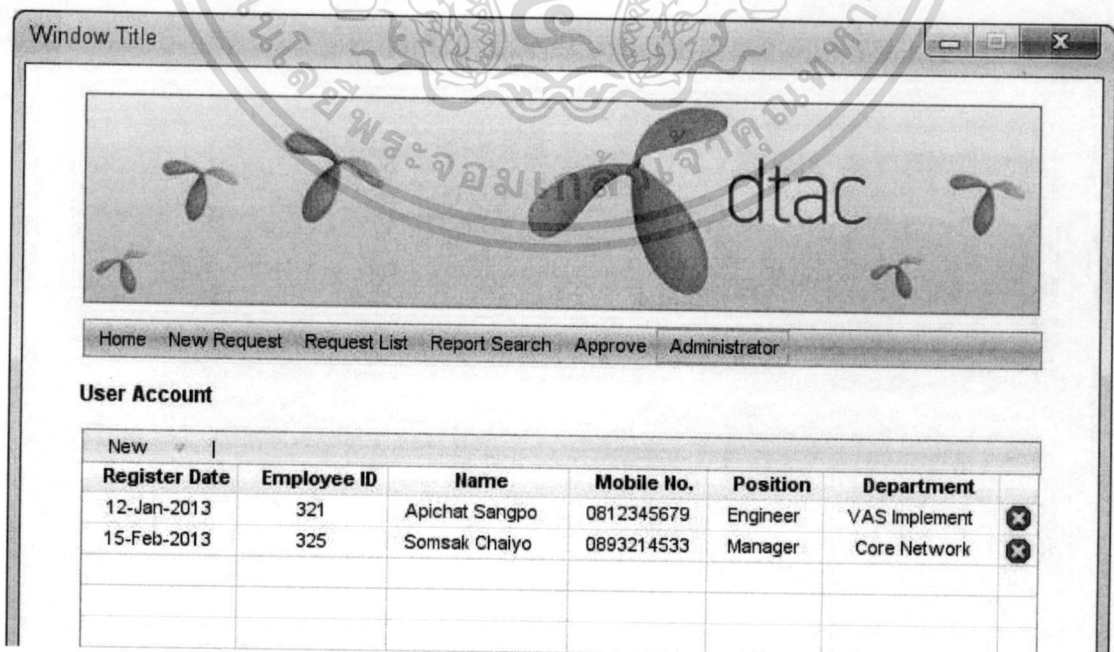 Window Title
dtac
Home New Request Request List Report Search Approve Administrator
User Account
New
Register Date Employee ID Name Mobile No. Position Department
12-Jan-2013 321 Apichat Sangpo 0812345679 Engineer VAS Implement
15-Feb-2013 325 Somsak Chaiyo 0893214533 Manager Core Network